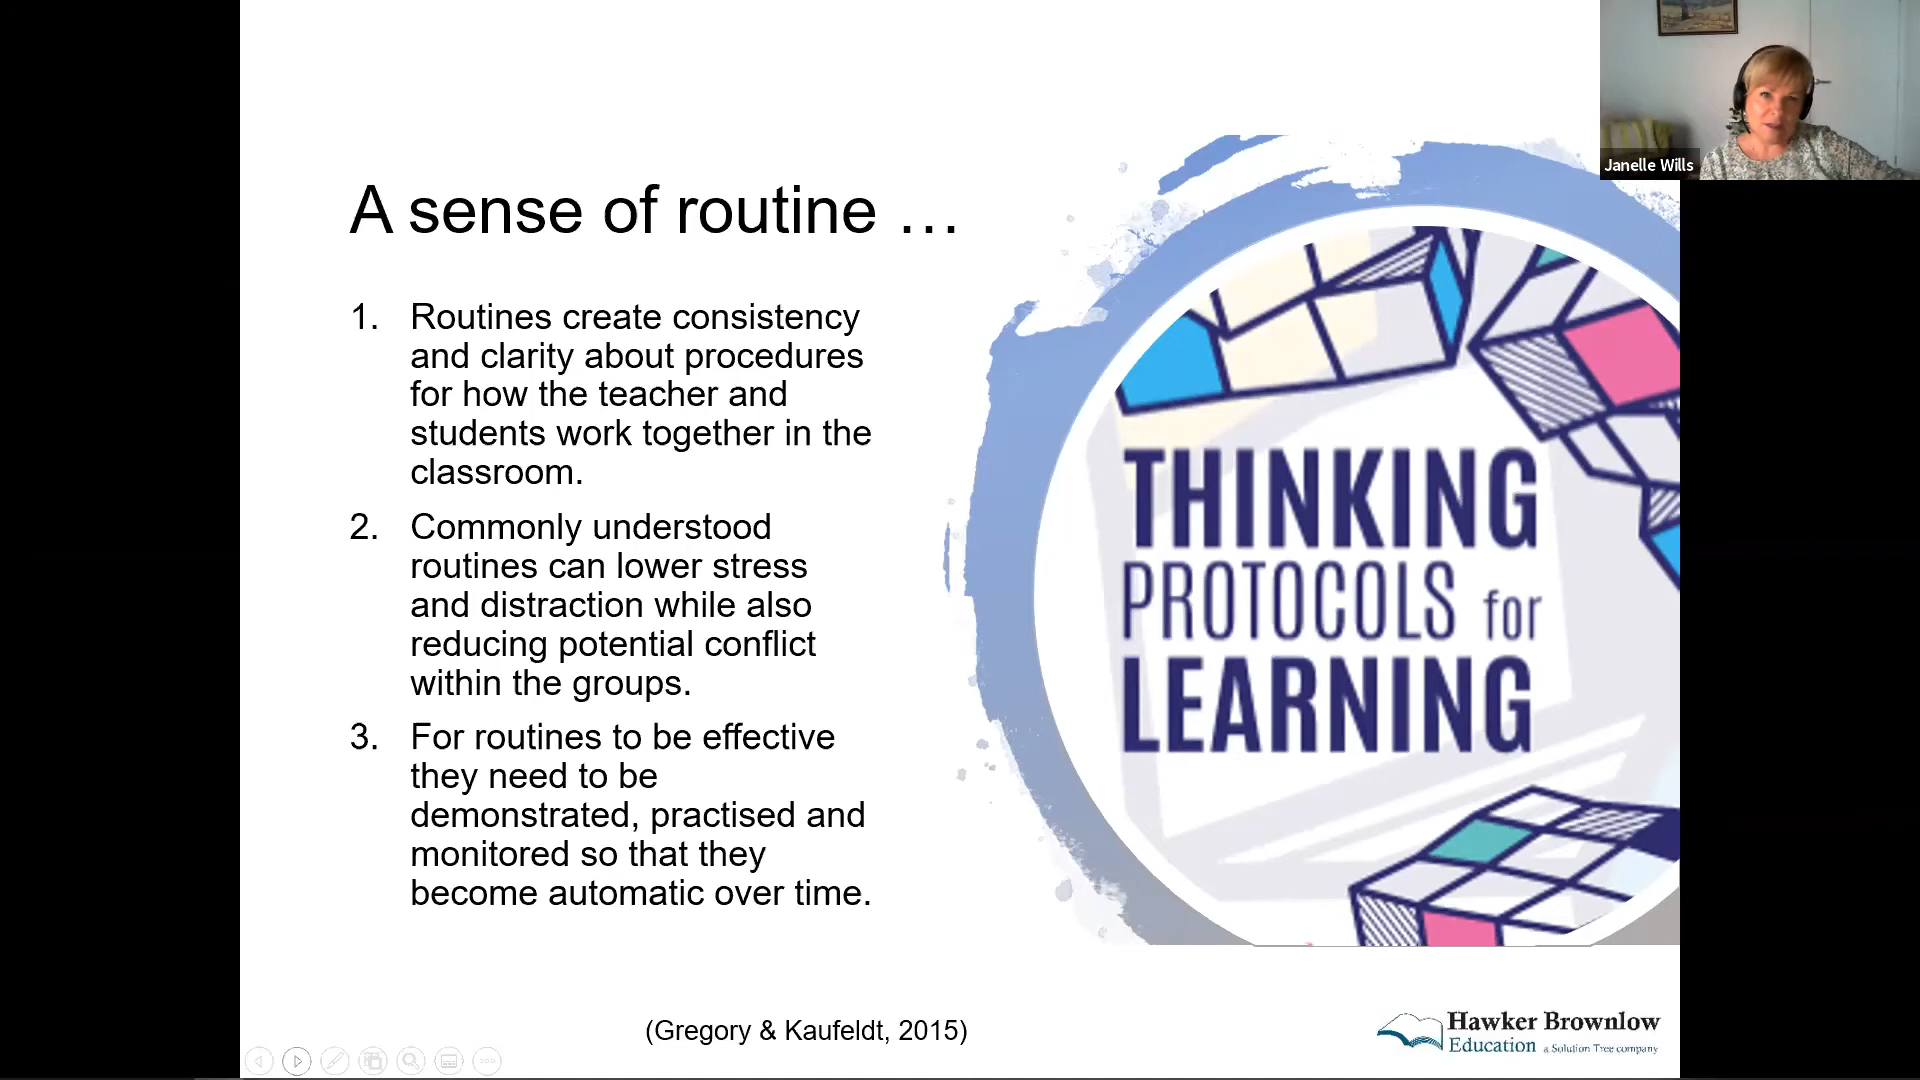 Janelle Wills
A sense of routine …
1. Routines create consistency
and clarity about procedures
for how the teacher and
students work together in the
classroom.
2. Commonly understood
routines can lower stress
and distraction while also
reducing potential conflict
within the groups.
3. For routines to be effective
they need to be
demonstrated, practised and
monitored so that they
become automatic over time.
THINKING
PROTOCOLS for
LEARNING
(Gregory & Kaufeldt, 2015)
Hawker Brownlow
Education a Solution Tree company